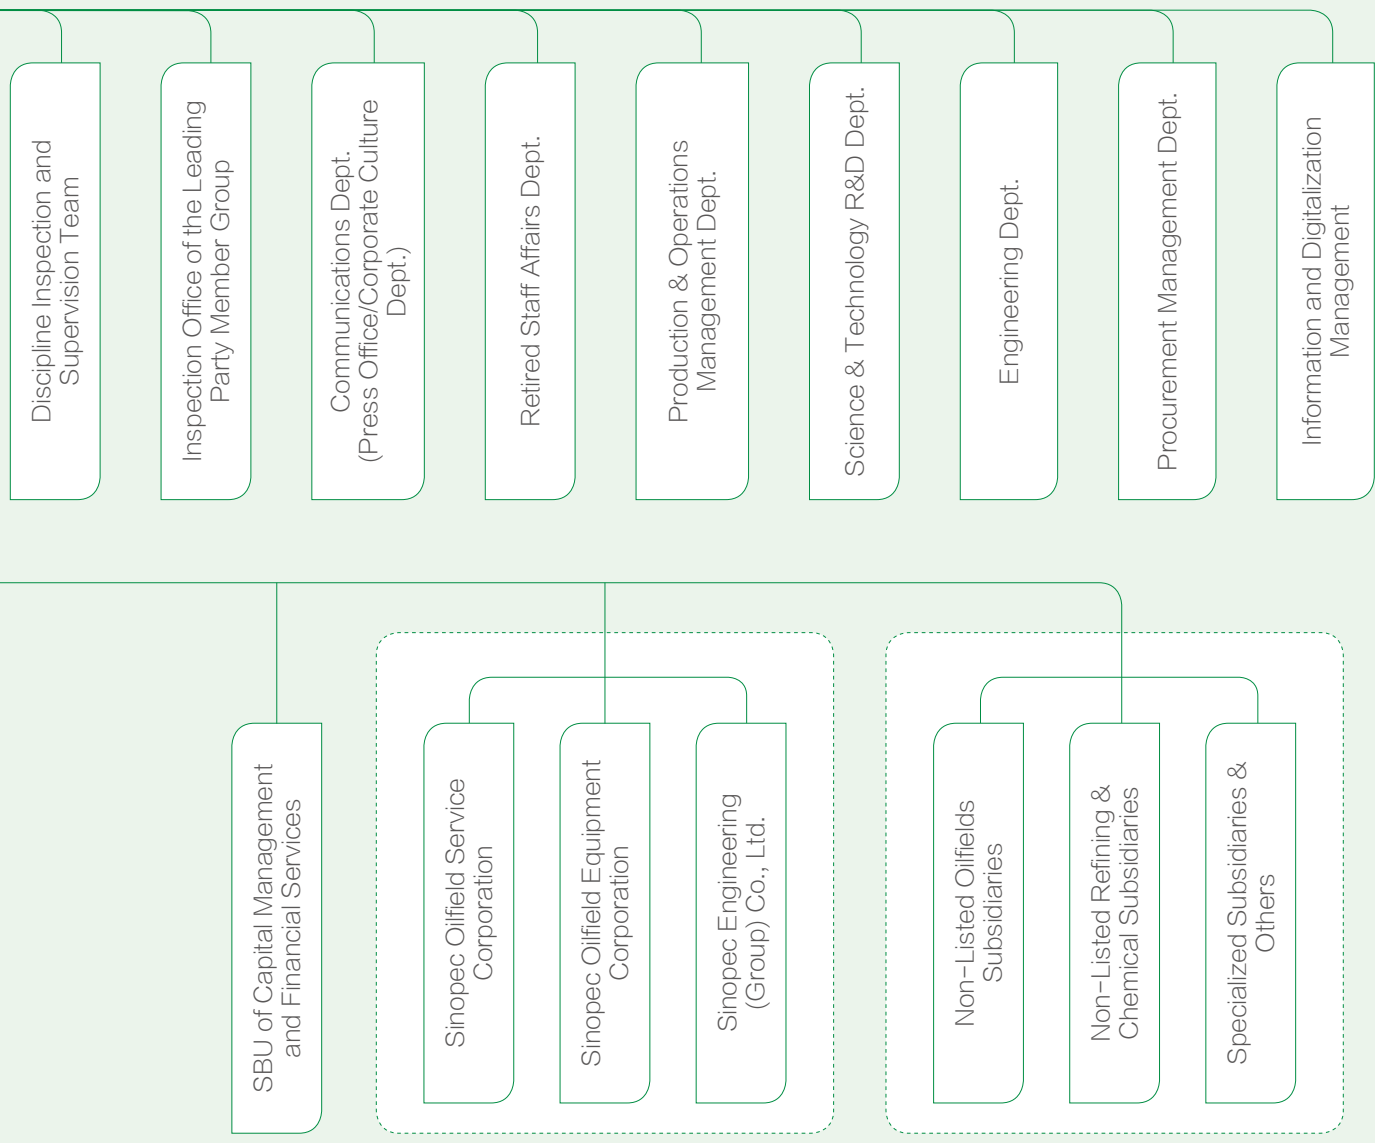 Discipline Inspection and
Supervision Team
Inspection Office of the Leading
Party Member Group
Communications Dept.
(Press Office/Corporate Culture
Dept.)
Retired Staff Affairs Dept.
Production & Operations
Management Dept.
Science & Technology R&D Dept.
Engineering Dept.
Procurement Management Dept.
Information and Digitalization
Management
SBU of Capital Management
and Financial Services
Sinopec Oilfield Service
Corporation
Sinopec Oilfield Equipment
Corporation
Sinopec Engineering
(Group) Co., Ltd.
Non-Listed Oilfields
Subsidiaries
Non-Listed Refining &
Chemical Subsidiaries
Specialized Subsidiaries &
Others